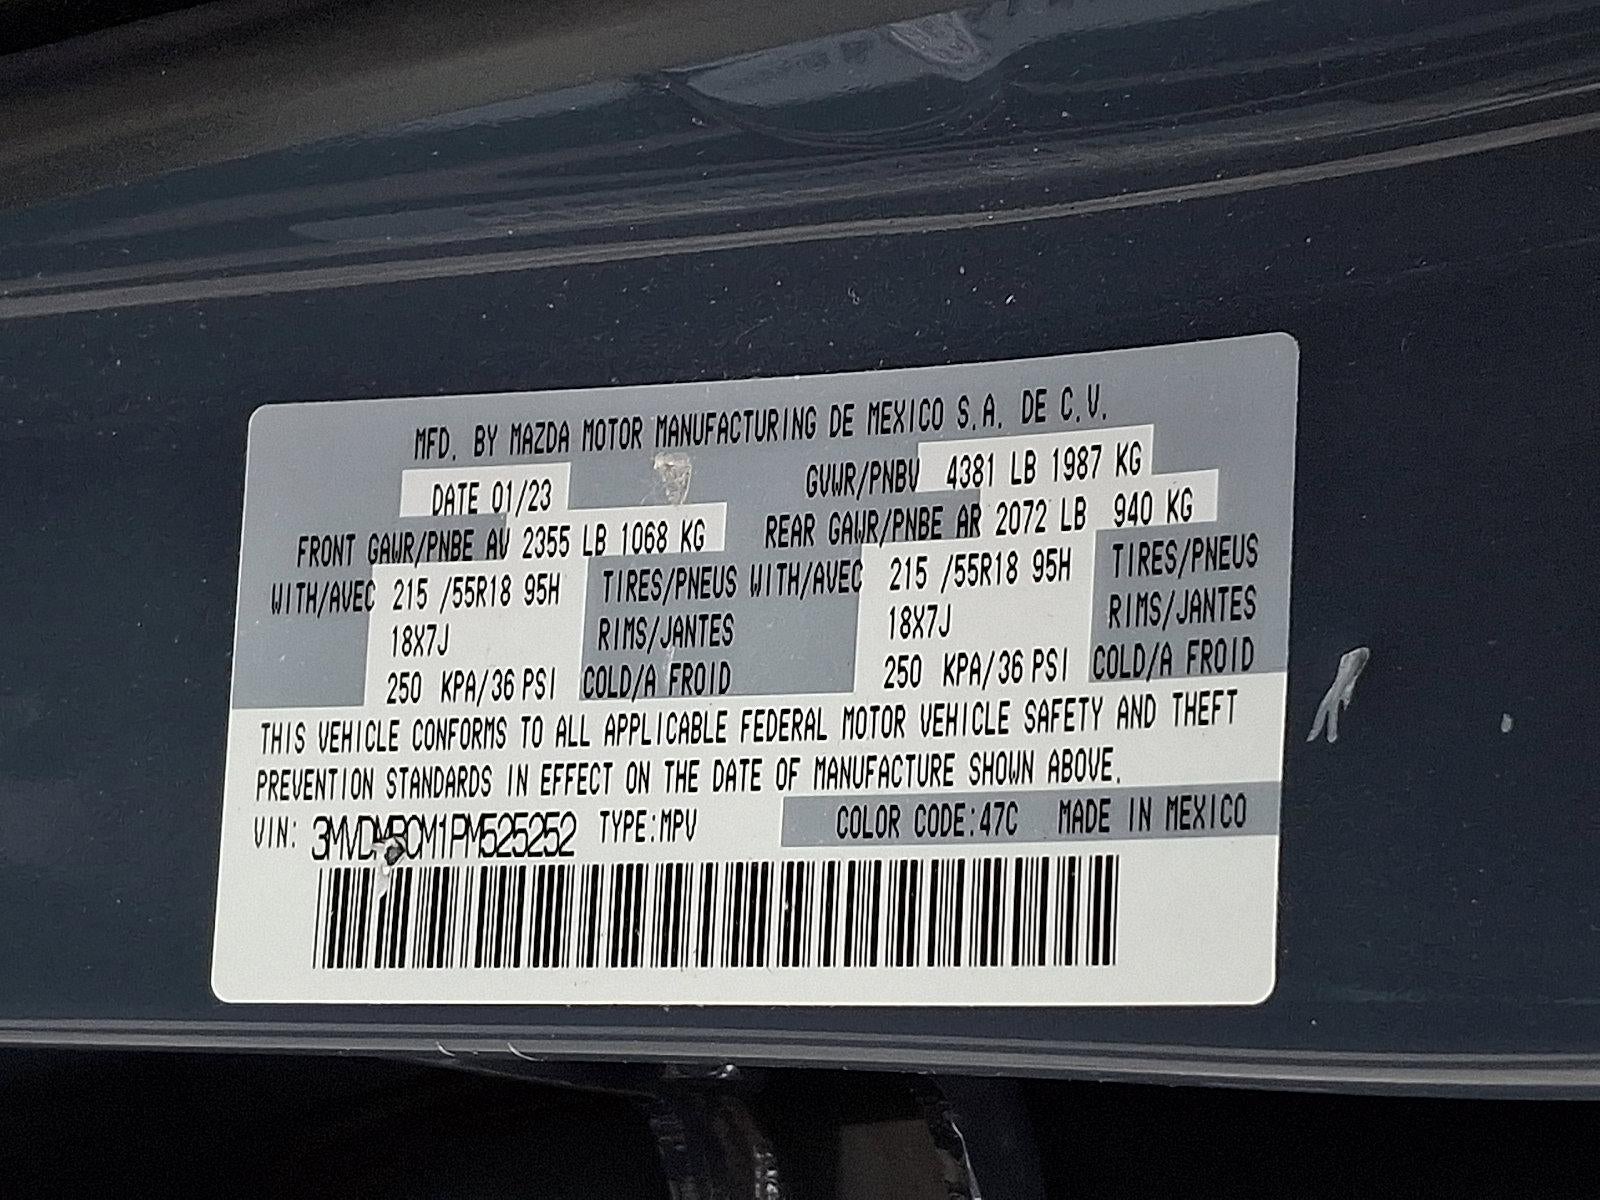 MFD. BY MAZDA MOTOR MANUFACTURING DE MEXICO S.A. DE C.V.
DATE 01/23 GVWR/PNBV 4381 LB 1987 KG
FRONT GAWR/PNBE AV 2355 LB 1068 KG REAR GAWR/PNBE AR 2072 LB 940 KG
WITH/AVEC 215 /55R18 95H TIRES/PNEUS WITH/AVEC 215 /55R18 95H TIRES/PNEUS
18X7J RIMS/JANTES 18X7J RIMS/JANTES
250 KPA/36 PSI COLD/A FROID 250 KPA/36 PSI COLD/A FROID
THIS VEHICLE CONFORMS TO ALL APPLICABLE FEDERAL MOTOR VEHICLE SAFETY AND THEFT
PREVENTION STANDARDS IN EFFECT ON THE DATE OF MANUFACTURE SHOWN ABOVE.
VIN: 3MVDMBCM1PM525252 TYPE:MPV COLOR CODE:47C MADE IN MEXICO